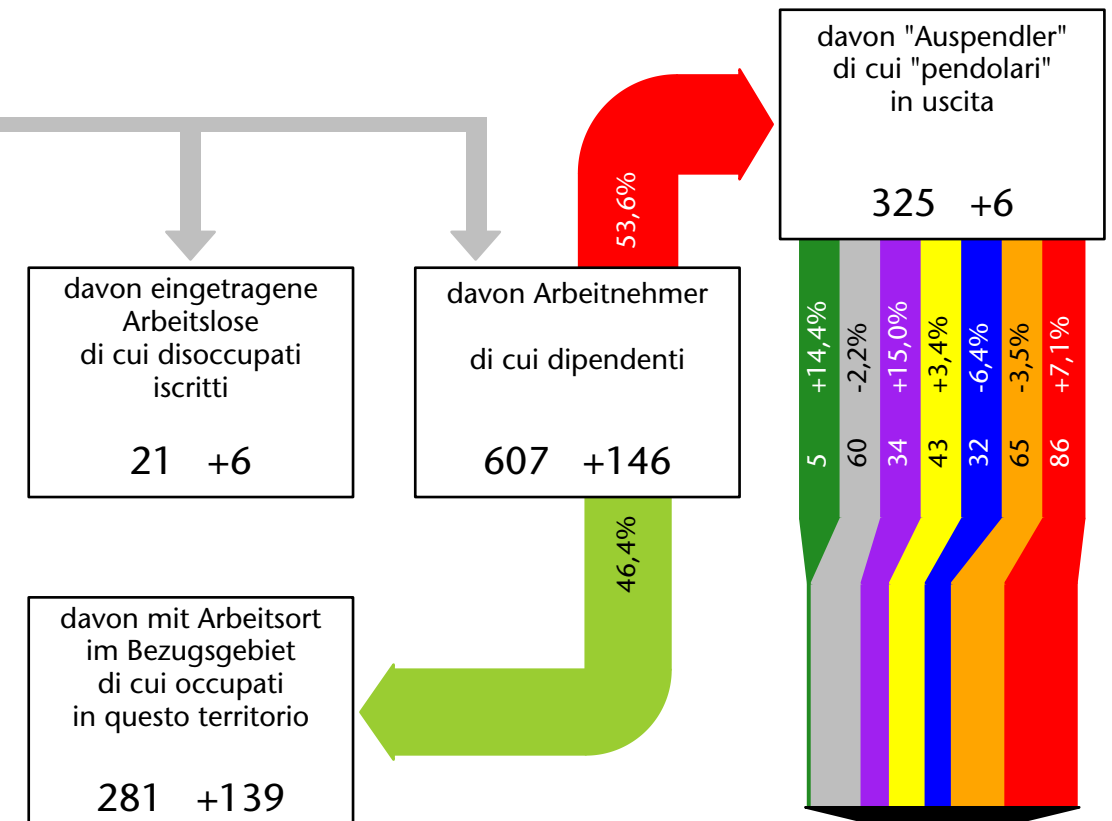 davon "Auspendler"
di cui "pendolari"
in uscita
325 +6
53,6%
davon eingetragene
Arbeitslose
di cui disoccupati
iscritti
21 +6
davon Arbeitnehmer
di cui dipendenti
607 +146
5 +14,4%
60 -2,2%
34 +15,0%
43 +3,4%
32 -6,4%
65 -3,5%
86 +7,1%
46,4%
davon mit Arbeitsort
im Bezugsgebiet
di cui occupati
in questo territorio
281 +139